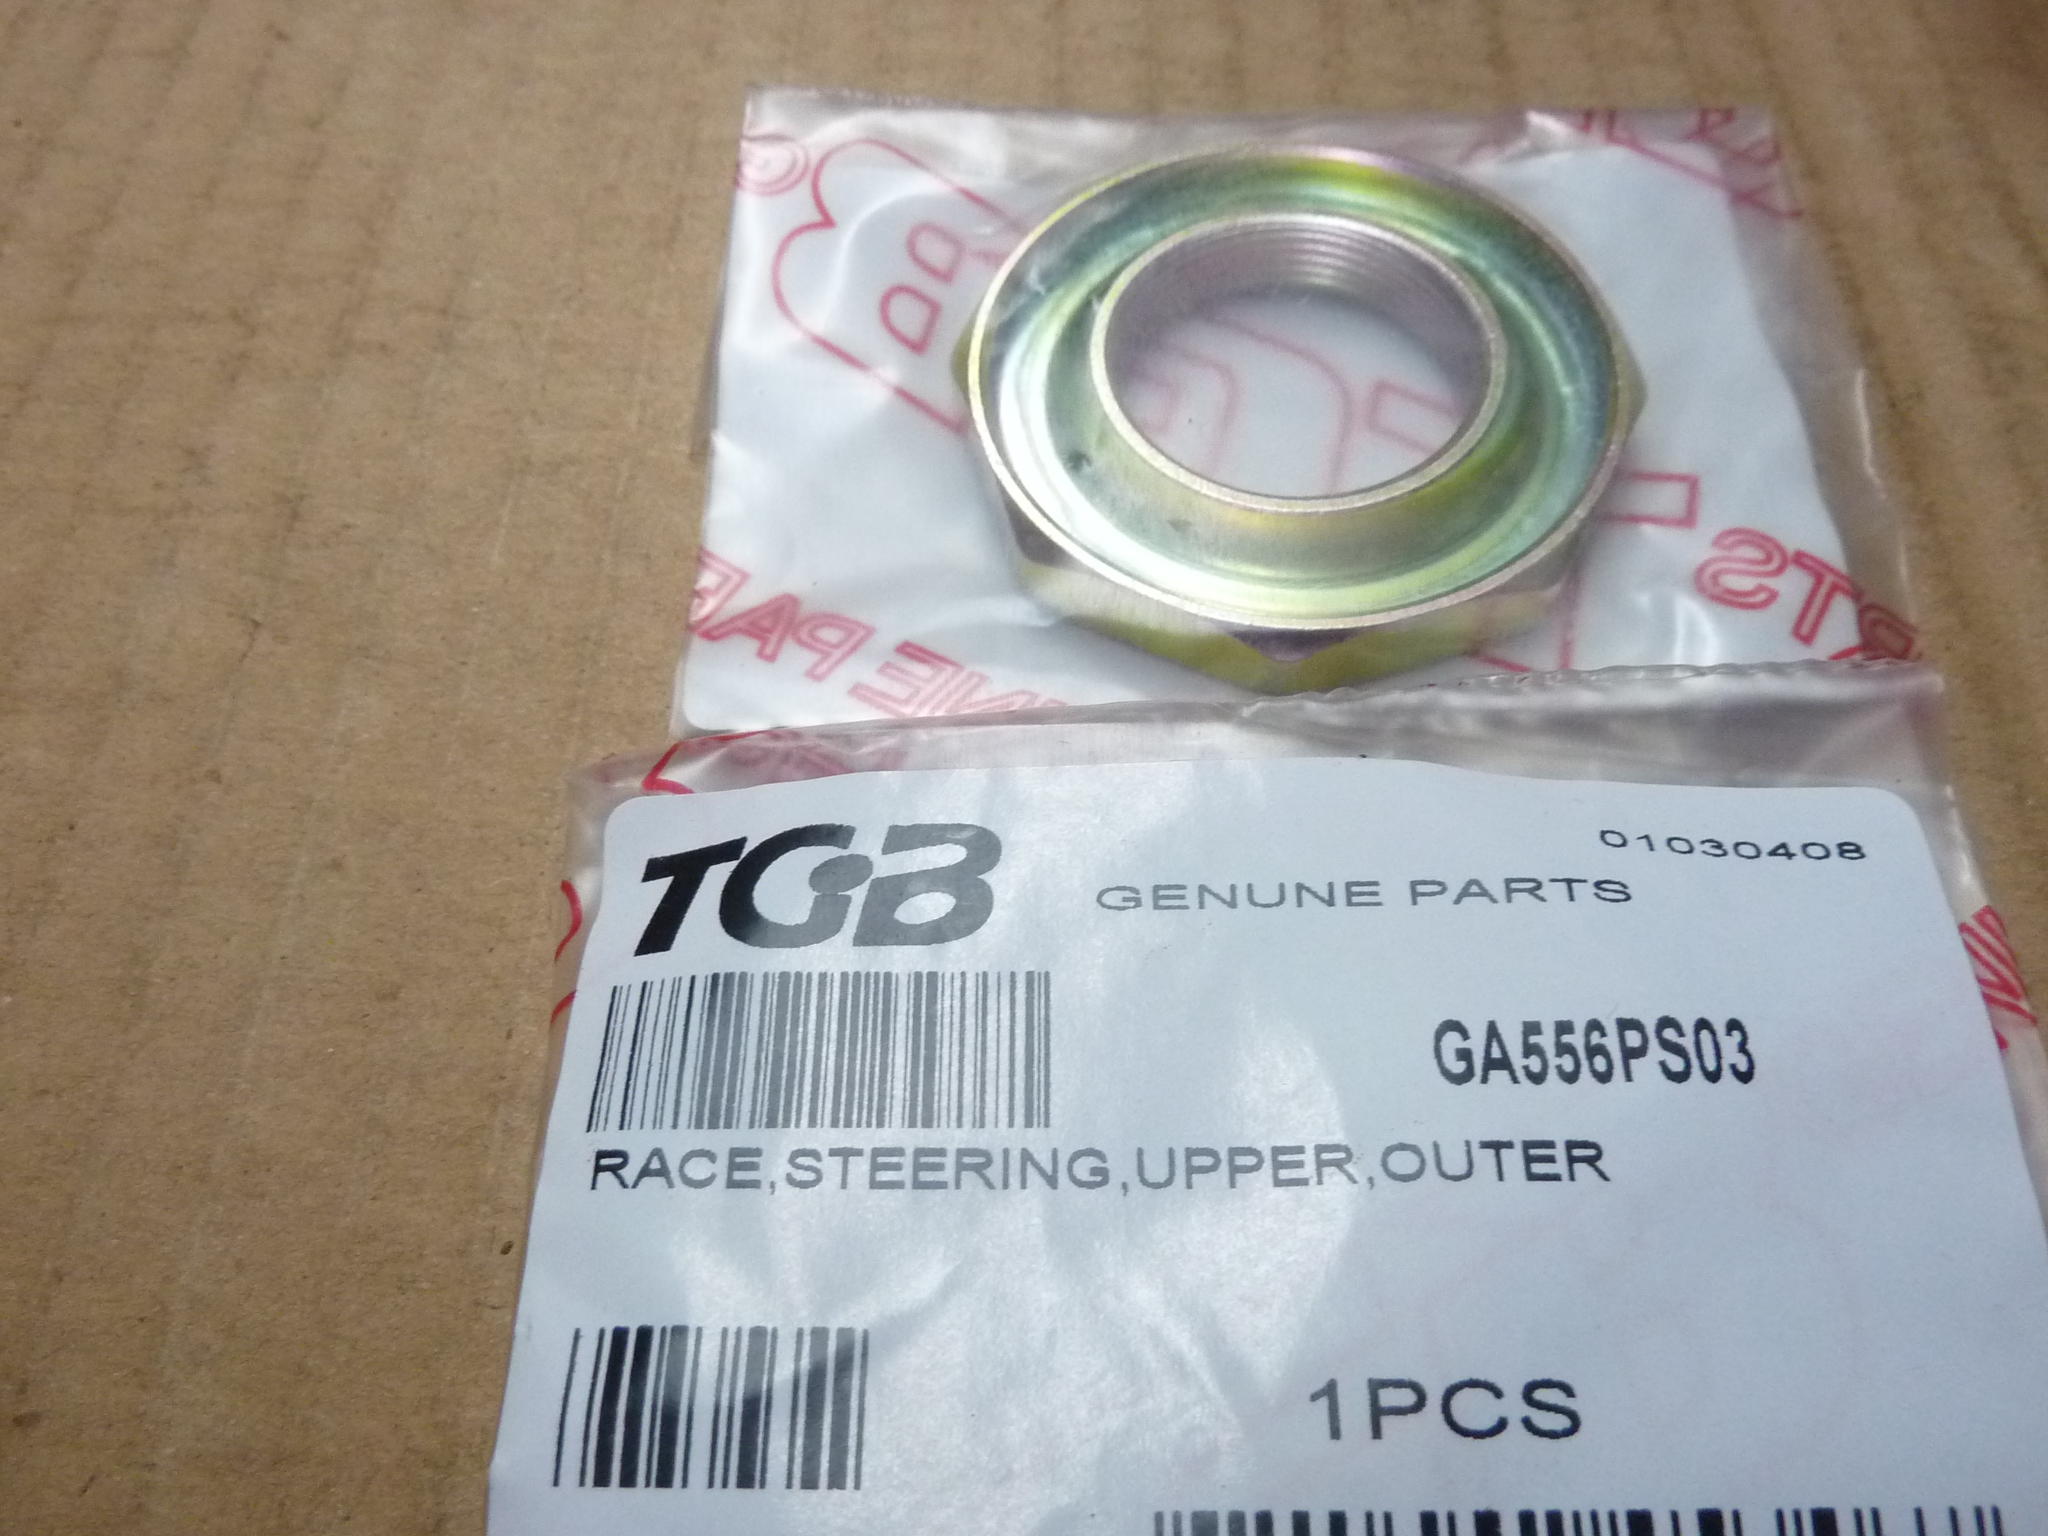 TGB
01030408
GENUNE PARTS
GA556PS03
RACE,STEERING,UPPER,OUTER
1PCS